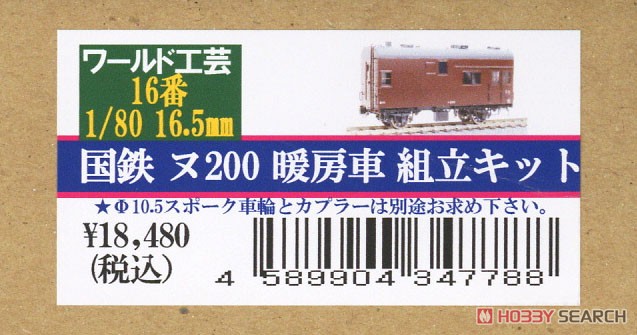 ワールド工芸
16番
1/80 16.5mm
国鉄 ヌ200 暖房車 組立キット
★Φ10.5スポーク車輪とカプラーは別途お求め下さい。
¥18,480
(税込)
4 589904 347788
HOBBY SEARCH